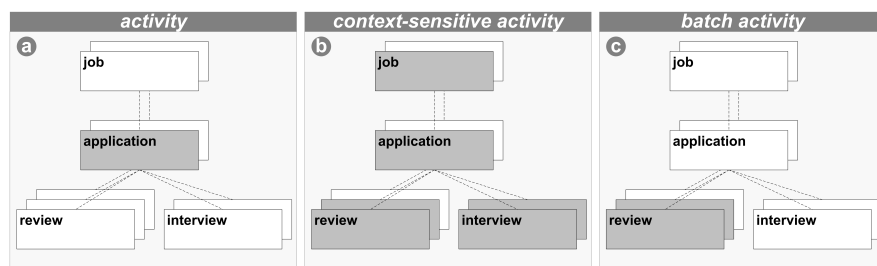 activity
context-sensitive activity
batch activity
a
b
c
job
job
job
application
application
application
review
interview
review
interview
review
interview